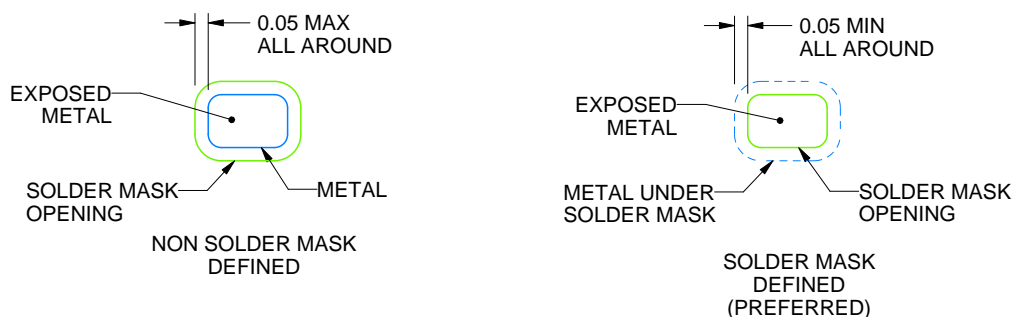 0.05 MAX
ALL AROUND
EXPOSED
METAL
SOLDER MASK
OPENING
METAL
NON SOLDER MASK
DEFINED
0.05 MIN
ALL AROUND
EXPOSED
METAL
METAL UNDER
SOLDER MASK
SOLDER MASK
OPENING
SOLDER MASK
DEFINED
(PREFERRED)